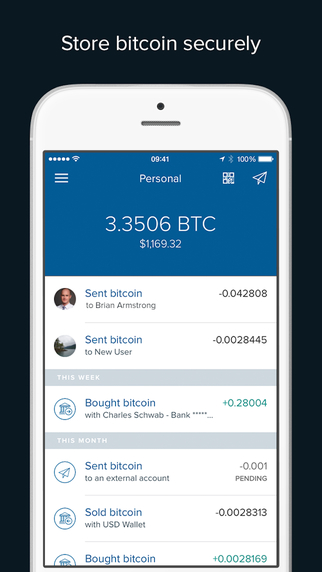 Store bitcoin securely
09:41
100%
Personal
3.3506 BTC
$1,169.32
Sent bitcoin -0.042808
to Brian Armstrong
Sent bitcoin -0.0028445
to New User
THIS WEEK
Bought bitcoin +0.28004
with Charles Schwab - Bank *****...
THIS MONTH
Sent bitcoin -0.001
to an external account PENDING
Sold bitcoin -0.0028313
with USD Wallet
Bought bitcoin +0.0028169